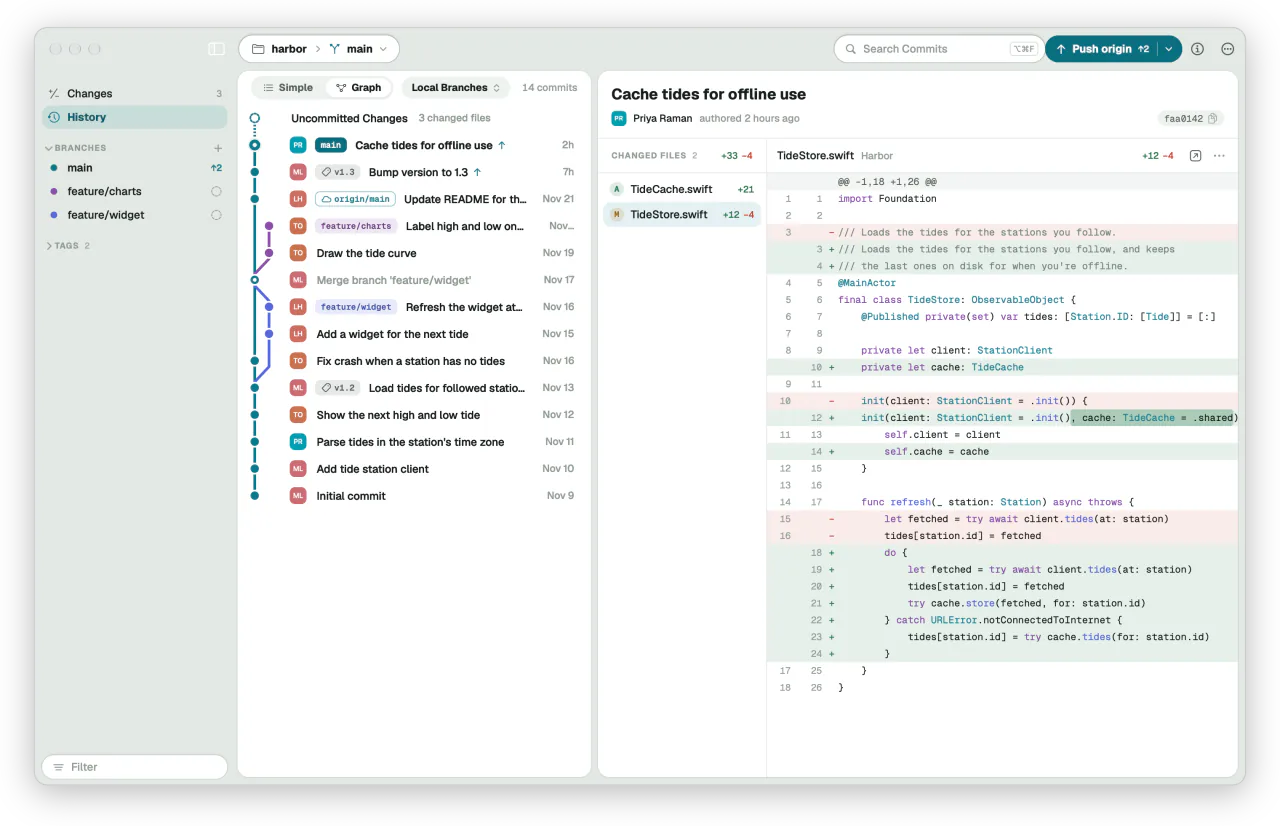 harbor > main
Search Commits ⌥⌘F
Push origin ↑2
Changes 3
History
BRANCHES +
main ↑2
feature/charts
feature/widget
TAGS 2
Filter
Simple Graph Local Branches 14 commits
Uncommitted Changes 3 changed files
PR main Cache tides for offline use ↑ 2h
ML v1.3 Bump version to 1.3 ↑ 7h
LH origin/main Update README for th... Nov 21
TO feature/charts Label high and low on... Nov...
TO Draw the tide curve Nov 19
ML Merge branch 'feature/widget' Nov 17
LH feature/widget Refresh the widget at... Nov 16
LH Add a widget for the next tide Nov 15
TO Fix crash when a station has no tides Nov 16
ML v1.2 Load tides for followed statio... Nov 13
TO Show the next high and low tide Nov 12
PR Parse tides in the station's time zone Nov 11
ML Add tide station client Nov 10
ML Initial commit Nov 9
Cache tides for offline use
PR Priya Raman authored 2 hours ago faa0142
CHANGED FILES 2 +33 −4
A TideCache.swift +21
M TideStore.swift +12 −4
TideStore.swift Harbor +12 −4 ...
@@ -1,18 +1,26 @@
1 1 import Foundation
2 2
3 - /// Loads the tides for the stations you follow.
3 + /// Loads the tides for the stations you follow, and keeps
4 + /// the last ones on disk for when you're offline.
4 5 @MainActor
5 6 final class TideStore: ObservableObject {
6 7 @Published private(set) var tides: [Station.ID: [Tide]] = [:]
7 8
8 9 private let client: StationClient
10 + private let cache: TideCache
9 11
10 - init(client: StationClient = .init()) {
12 + init(client: StationClient = .init(), cache: TideCache = .shared)
11 13 self.client = client
14 + self.cache = cache
12 15 }
13 16
14 17 func refresh(_ station: Station) async throws {
15 - let fetched = try await client.tides(at: station)
16 - tides[station.id] = fetched
18 + do {
19 + let fetched = try await client.tides(at: station)
20 + tides[station.id] = fetched
21 + try cache.store(fetched, for: station.id)
22 + } catch URLError.notConnectedToInternet {
23 + tides[station.id] = try cache.tides(for: station.id)
24 + }
17 25 }
18 26 }